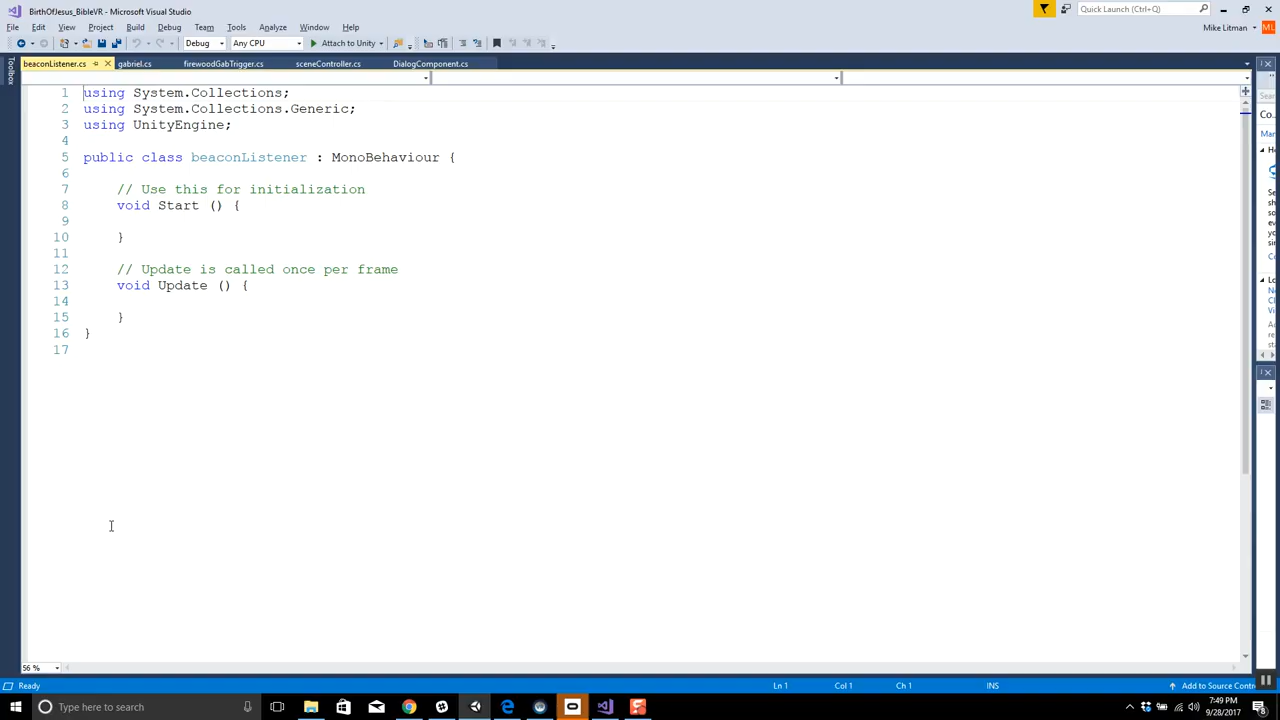 BirthOfJesus_BibleVR - Microsoft Visual Studio
Quick Launch (Ctrl+Q)
File Edit View Project Build Debug Team Tools Analyze Window Help
Mike Litman ML
Debug Any CPU Attach to Unity
beaconListener.cs gabriel.cs firewoodGabTrigger.cs sceneController.cs DialogComponent.cs
Toolbox
1 using System.Collections;
2 using System.Collections.Generic;
3 using UnityEngine;
4
5 public class beaconListener : MonoBehaviour {
6
7 // Use this for initialization
8 void Start () {
9
10 }
11
12 // Update is called once per frame
13 void Update () {
14
15 }
16 }
17
56 %
Ready Ln 1 Col 1 Ch 1 INS Add to Source Contr
Type here to search
7:49 PM
9/28/2017